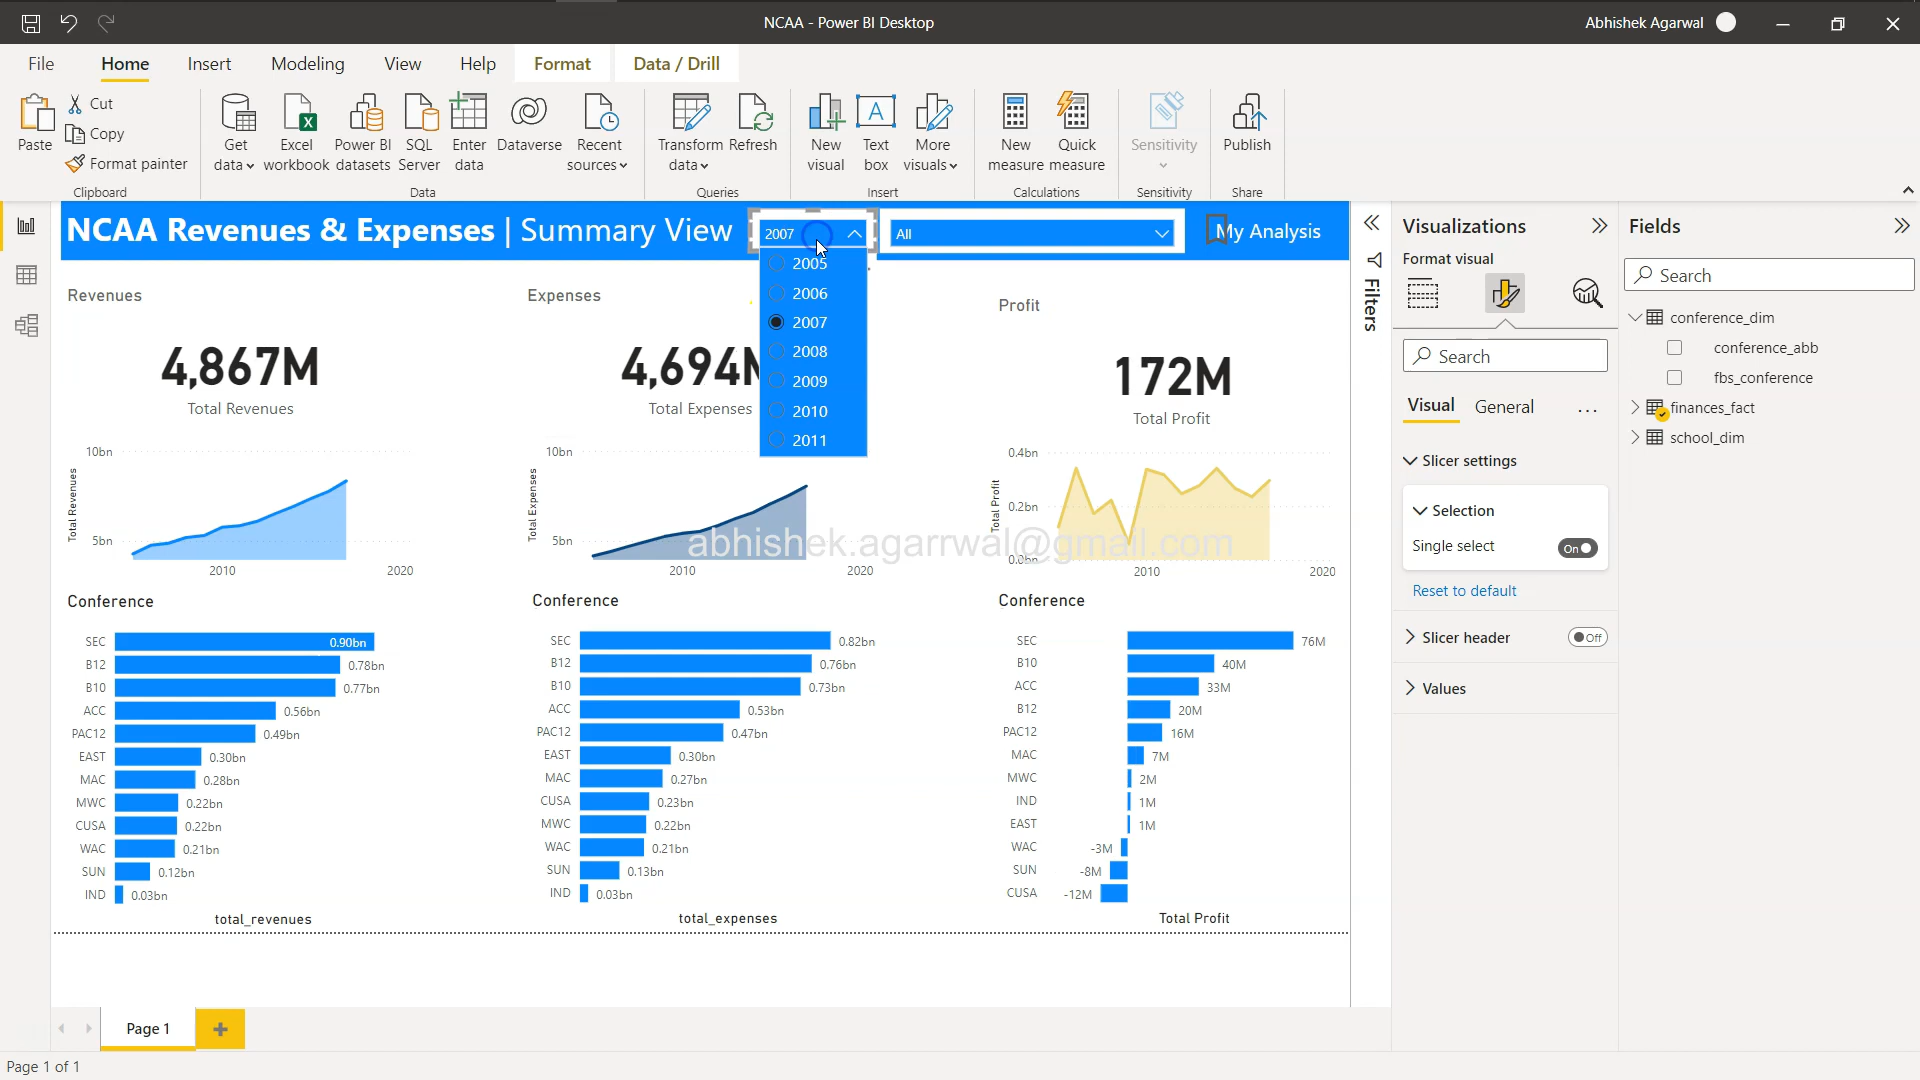 NCAA - Power BI Desktop
Abhishek Agarwal
File
Home
Insert
Modeling
View
Help
Format
Data / Drill
Paste
Cut
Copy
Format painter
Clipboard
Get
data
Excel
workbook
Power BI
datasets
SQL
Server
Enter
data
Dataverse
Recent
sources
Data
Transform
data
Refresh
Queries
New
visual
Text
box
More
visuals
Insert
New
measure
Quick
measure
Calculations
Sensitivity
Sensitivity
Publish
Share
NCAA Revenues & Expenses | Summary View
2007
All
My Analysis
2005
2006
2007
2008
2009
2010
2011
Revenues
4,867M
Total Revenues
Expenses
4,694M
Total Expenses
Profit
172M
Total Profit
Total Revenues
10bn
5bn
2010
2020
Total Expenses
10bn
5bn
2010
2020
Total Profit
0.4bn
0.2bn
0.0bn
2010
2020
abhishek.agarrwal@gmail.com
Conference
SEC 0.90bn
B12 0.78bn
B10 0.77bn
ACC 0.56bn
PAC12 0.49bn
EAST 0.30bn
MAC 0.28bn
MWC 0.22bn
CUSA 0.22bn
WAC 0.21bn
SUN 0.12bn
IND 0.03bn
total_revenues
Conference
SEC 0.82bn
B12 0.76bn
B10 0.73bn
ACC 0.53bn
PAC12 0.47bn
EAST 0.30bn
MAC 0.27bn
CUSA 0.23bn
MWC 0.22bn
WAC 0.21bn
SUN 0.13bn
IND 0.03bn
total_expenses
Conference
SEC 76M
B10 40M
ACC 33M
B12 20M
PAC12 16M
MAC 7M
MWC 2M
IND 1M
EAST 1M
WAC -3M
SUN -8M
CUSA -12M
Total Profit
Filters
Visualizations
Format visual
Search
Visual
General
...
Slicer settings
Selection
Single select
On
Reset to default
Slicer header
Off
Values
Fields
Search
conference_dim
conference_abb
fbs_conference
finances_fact
school_dim
Page 1
Page 1 of 1